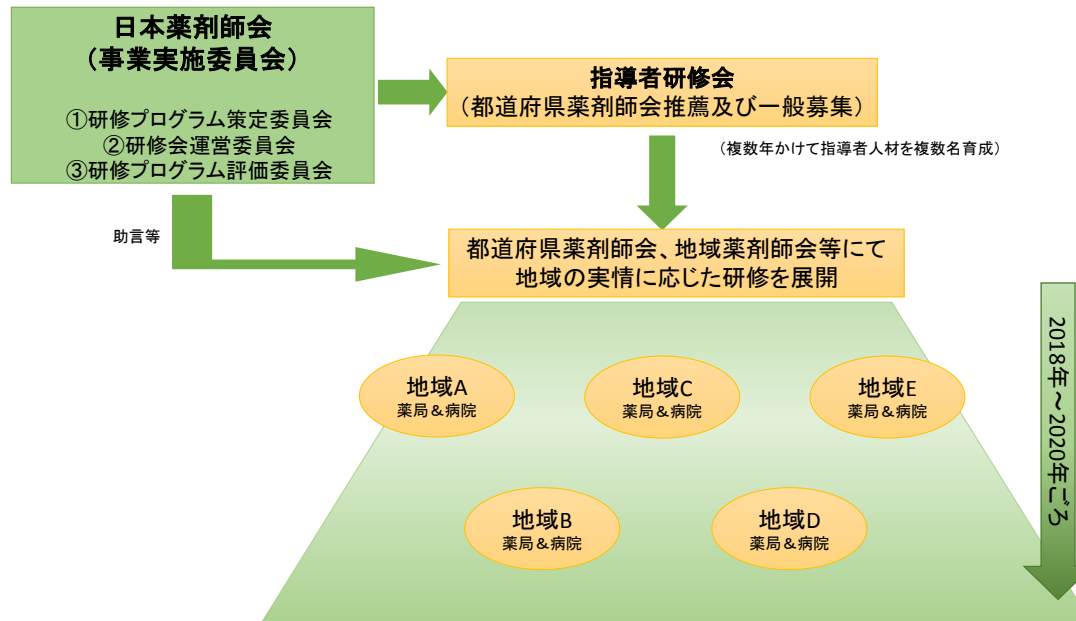 日本薬剤師会
（事業実施委員会）
①研修プログラム策定委員会
②研修会運営委員会
③研修プログラム評価委員会
指導者研修会
（都道府県薬剤師会推薦及び一般募集）
（複数年かけて指導者人材を複数名育成）
助言等
都道府県薬剤師会、地域薬剤師会等にて
地域の実情に応じた研修を展開
地域A
薬局＆病院
地域C
薬局＆病院
地域E
薬局＆病院
地域B
薬局＆病院
地域D
薬局＆病院
2018年～2020年ごろ